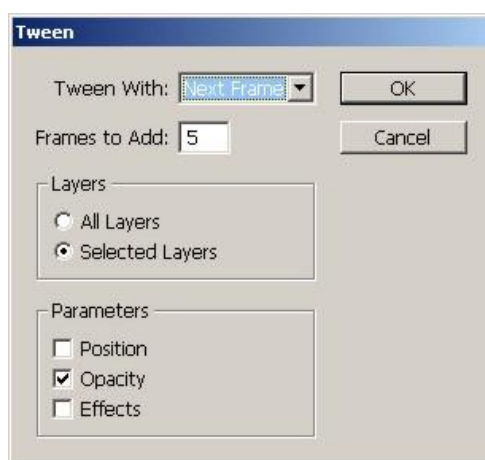 Tween
Tween With: Next Frame OK
Frames to Add: 5 Cancel
Layers
All Layers
Selected Layers
Parameters
Position
Opacity
Effects